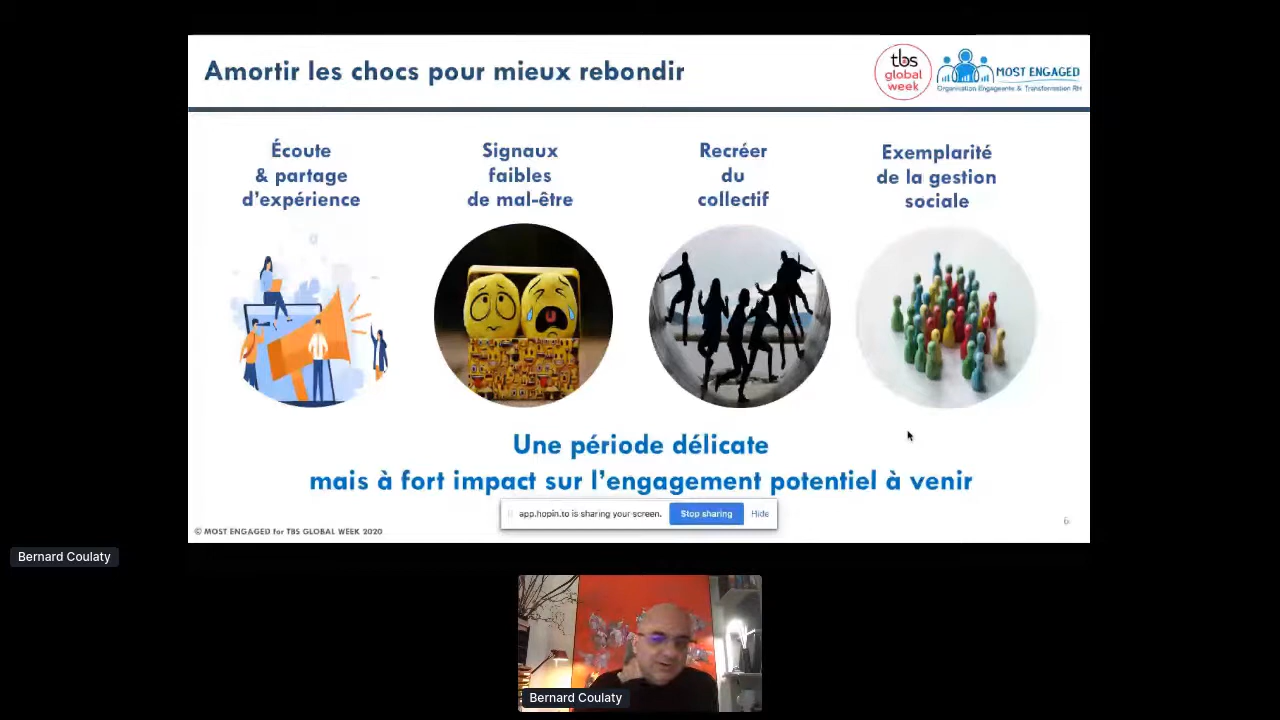 Amortir les chocs pour mieux rebondir
tbs
global
week
MOST ENGAGED
Organisation Engageante & Transformation RH
Écoute
& partage
d'expérience
Signaux
faibles
de mal-être
Recréer
du
collectif
Exemplarité
de la gestion
sociale
Une période délicate
mais à fort impact sur l'engagement potentiel à venir
app.hopin.to is sharing your screen.
Stop sharing
Hide
© MOST ENGAGED for TBS GLOBAL WEEK 2020
6
Bernard Coulaty
Bernard Coulaty